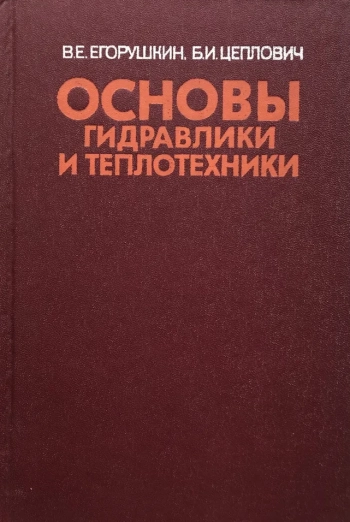 В.Е. ЕГОРУШКИН, Б.И. ЦЕПЛОВИЧ
ОСНОВЫ
ГИДРАВЛИКИ
И ТЕПЛОТЕХНИКИ